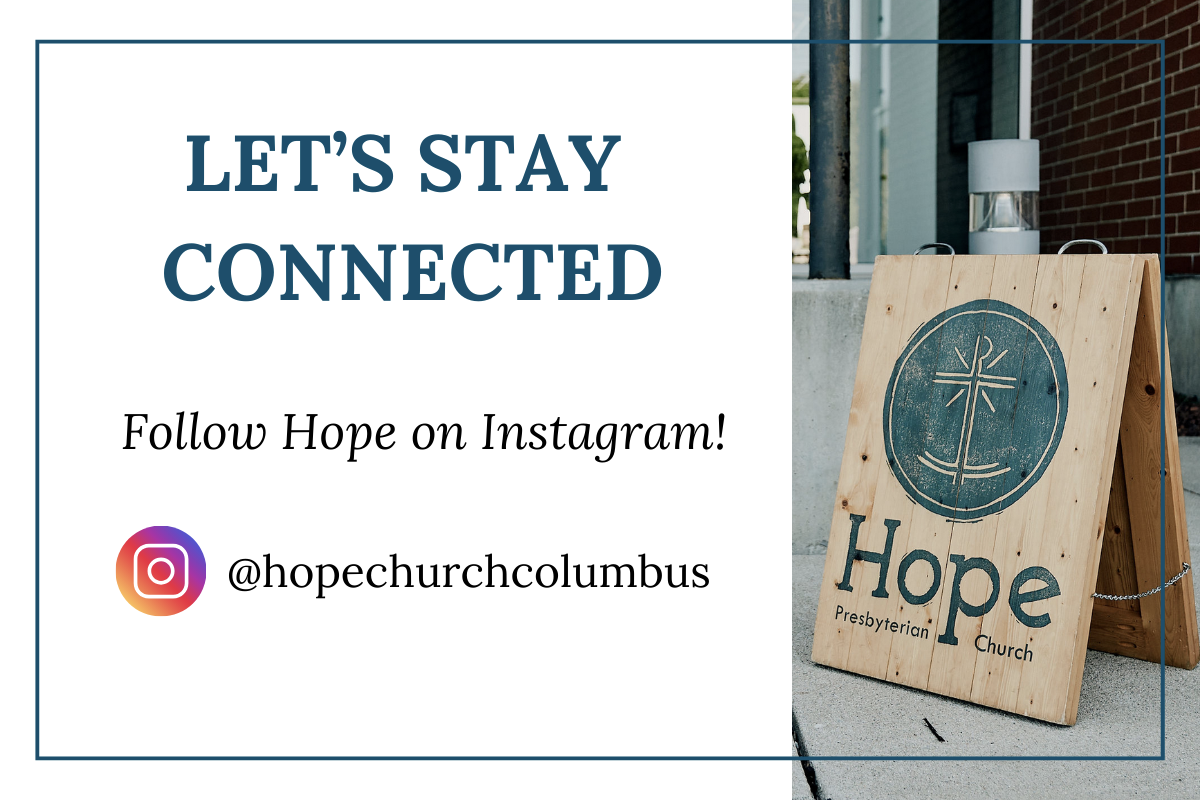 LET’S STAY
CONNECTED
Follow Hope on Instagram!
@hopechurchcolumbus
Hope
Presbyterian Church